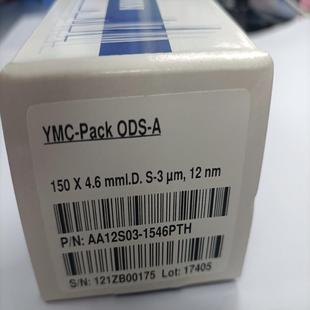 YMC-Pack ODS-A
150 X 4.6 mmI.D. S-3 µm, 12 nm
P/N: AA12S03-1546PTH
S/N: 121ZB00175 Lot: 17405